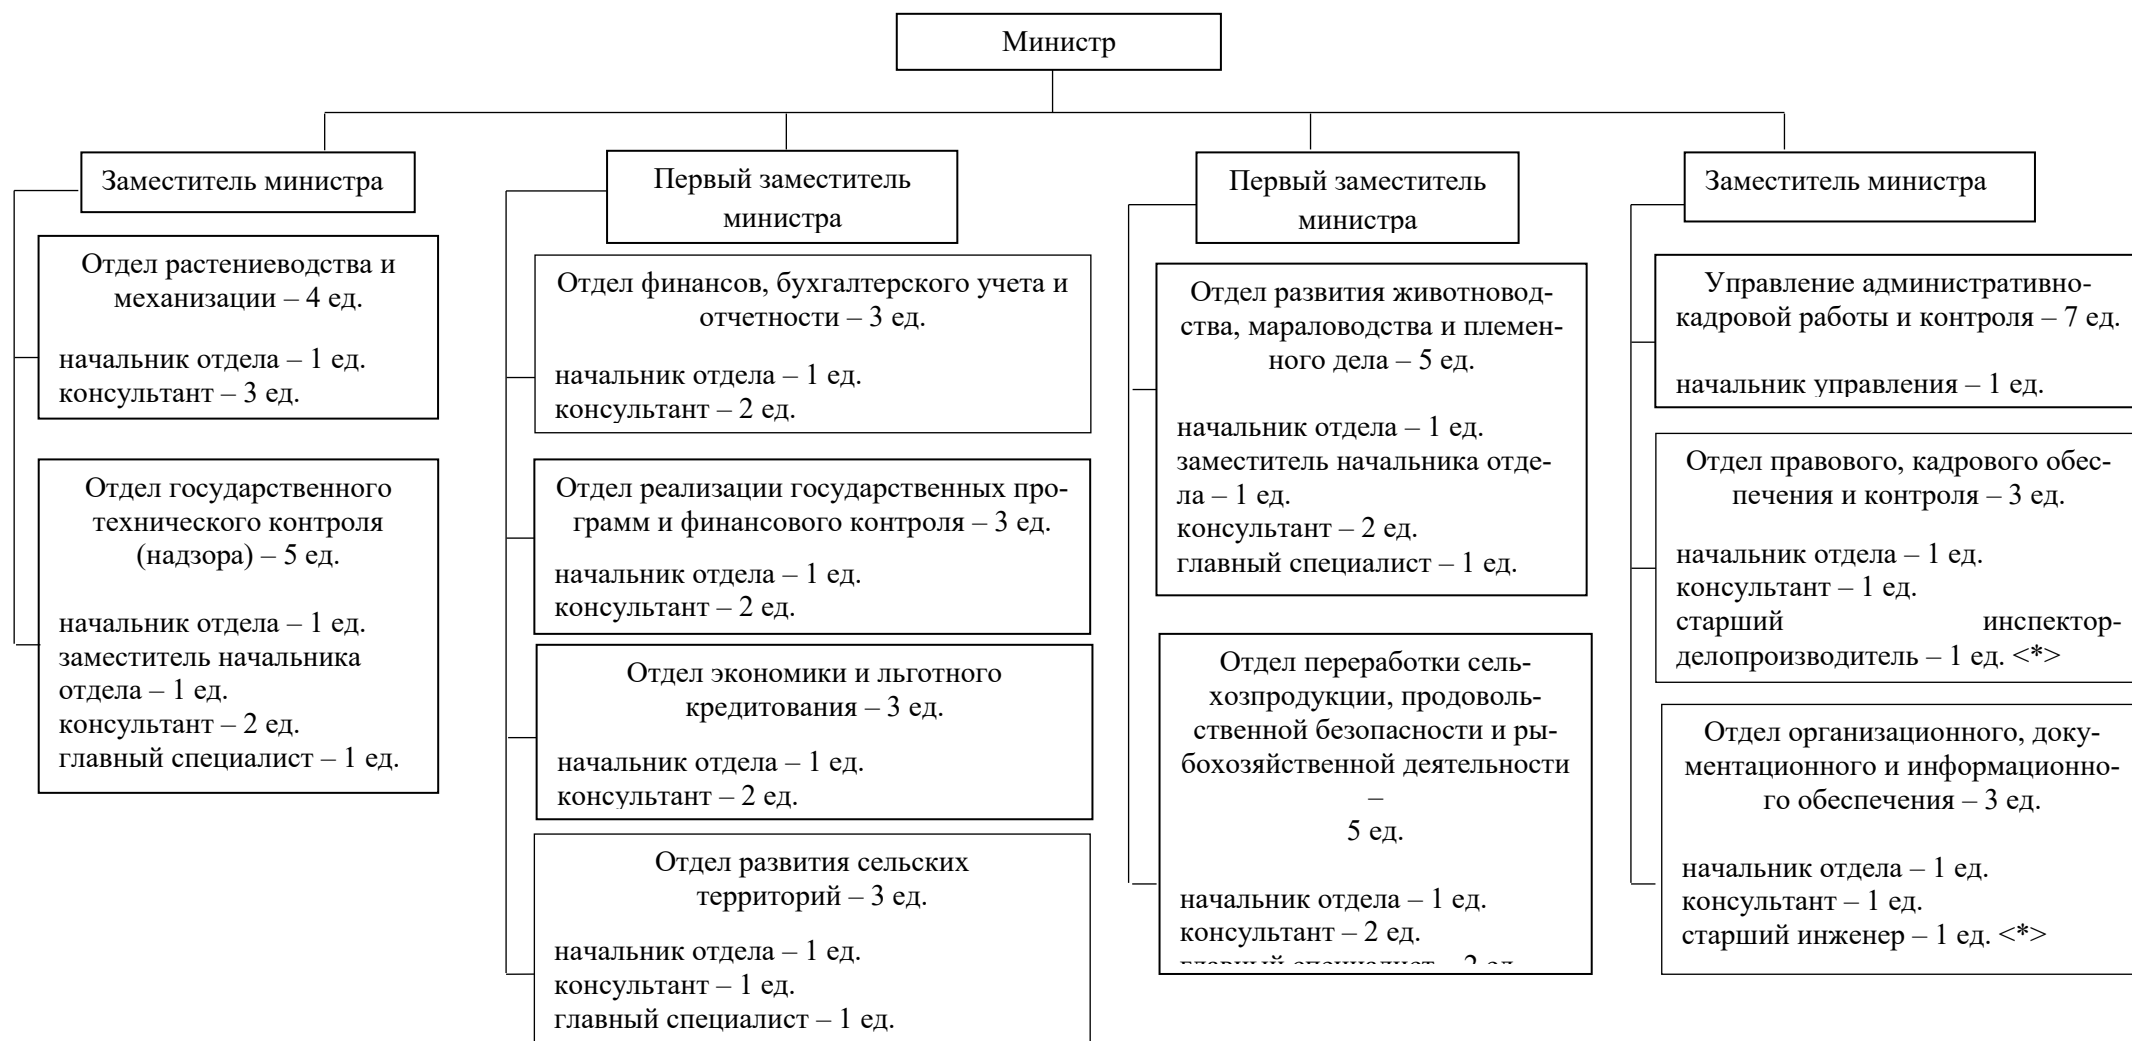 Министр
Заместитель министра
Отдел растениеводства и
механизации – 4 ед.
начальник отдела – 1 ед.
консультант – 3 ед.
Отдел государственного
технического контроля
(надзора) – 5 ед.
начальник отдела – 1 ед.
заместитель начальника
отдела – 1 ед.
консультант – 2 ед.
главный специалист – 1 ед.
Первый заместитель
министра
Отдел финансов, бухгалтерского учета и
отчетности – 3 ед.
начальник отдела – 1 ед.
консультант – 2 ед.
Отдел реализации государственных про-
грамм и финансового контроля – 3 ед.
начальник отдела – 1 ед.
консультант – 2 ед.
Отдел экономики и льготного
кредитования – 3 ед.
начальник отдела – 1 ед.
консультант – 2 ед.
Отдел развития сельских
территорий – 3 ед.
начальник отдела – 1 ед.
консультант – 1 ед.
главный специалист – 1 ед.
Первый заместитель
министра
Отдел развития животновод-
ства, мараловодства и племен-
ного дела – 5 ед.
начальник отдела – 1 ед.
заместитель начальника отде-
ла – 1 ед.
консультант – 2 ед.
главный специалист – 1 ед.
Отдел переработки сель-
хозпродукции, продоволь-
ственной безопасности и ры-
бохозяйственной деятельности
–
5 ед.
начальник отдела – 1 ед.
консультант – 2 ед.
главный специалист – 2 ед.
Заместитель министра
Управление административно-
кадровой работы и контроля – 7 ед.
начальник управления – 1 ед.
Отдел правового, кадрового обес-
печения и контроля – 3 ед.
начальник отдела – 1 ед.
консультант – 1 ед.
старший инспектор-
делопроизводитель – 1 ед. <*>
Отдел организационного, доку-
ментационного и информационно-
го обеспечения – 3 ед.
начальник отдела – 1 ед.
консультант – 1 ед.
старший инженер – 1 ед. <*>